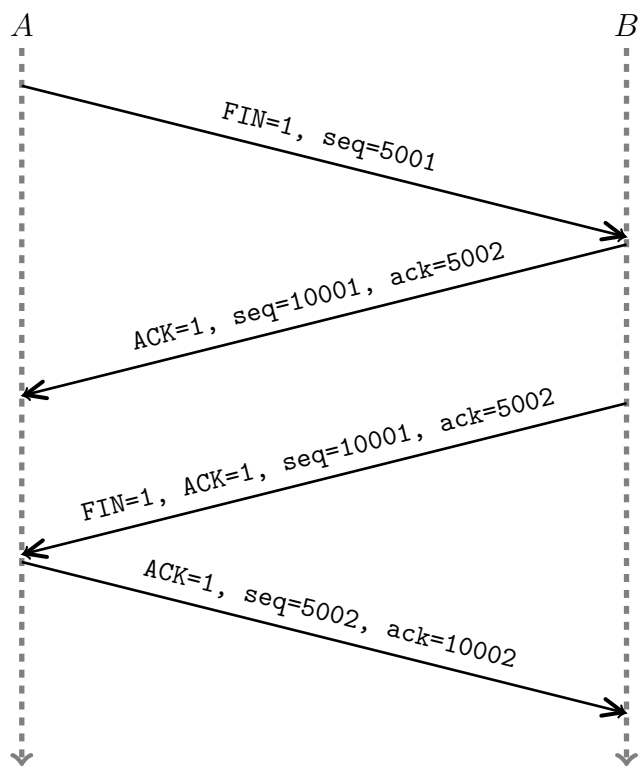 A
B
FIN=1, seq=5001
ACK=1, seq=10001, ack=5002
FIN=1, ACK=1, seq=10001, ack=5002
ACK=1, seq=5002, ack=10002